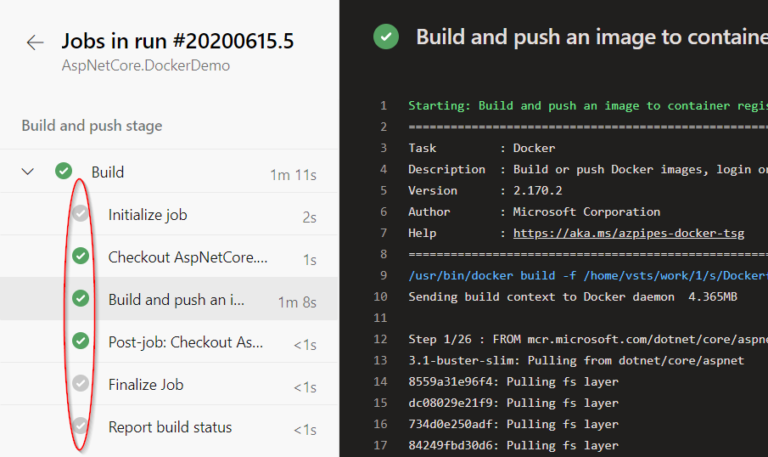 Jobs in run #20200615.5
AspNetCore.DockerDemo
Build and push stage
Build 1m 11s
Initialize job 2s
Checkout AspNetCore.... 1s
Build and push an i... 1m 8s
Post-job: Checkout As... <1s
Finalize Job <1s
Report build status <1s
Build and push an image to containe
1 Starting: Build and push an image to container regis
2 ====================================================
3 Task : Docker
4 Description : Build or push Docker images, login o
5 Version : 2.170.2
6 Author : Microsoft Corporation
7 Help : https://aka.ms/azpipes-docker-tsg
8 ====================================================
9 /usr/bin/docker build -f /home/vsts/work/1/s/Docker
10 Sending build context to Docker daemon 4.365MB
11
12 Step 1/26 : FROM mcr.microsoft.com/dotnet/core/aspne
13 3.1-buster-slim: Pulling from dotnet/core/aspnet
14 8559a31e96f4: Pulling fs layer
15 dc08029e21f9: Pulling fs layer
16 734d0e250adf: Pulling fs layer
17 84249fbd30d6: Pulling fs layer